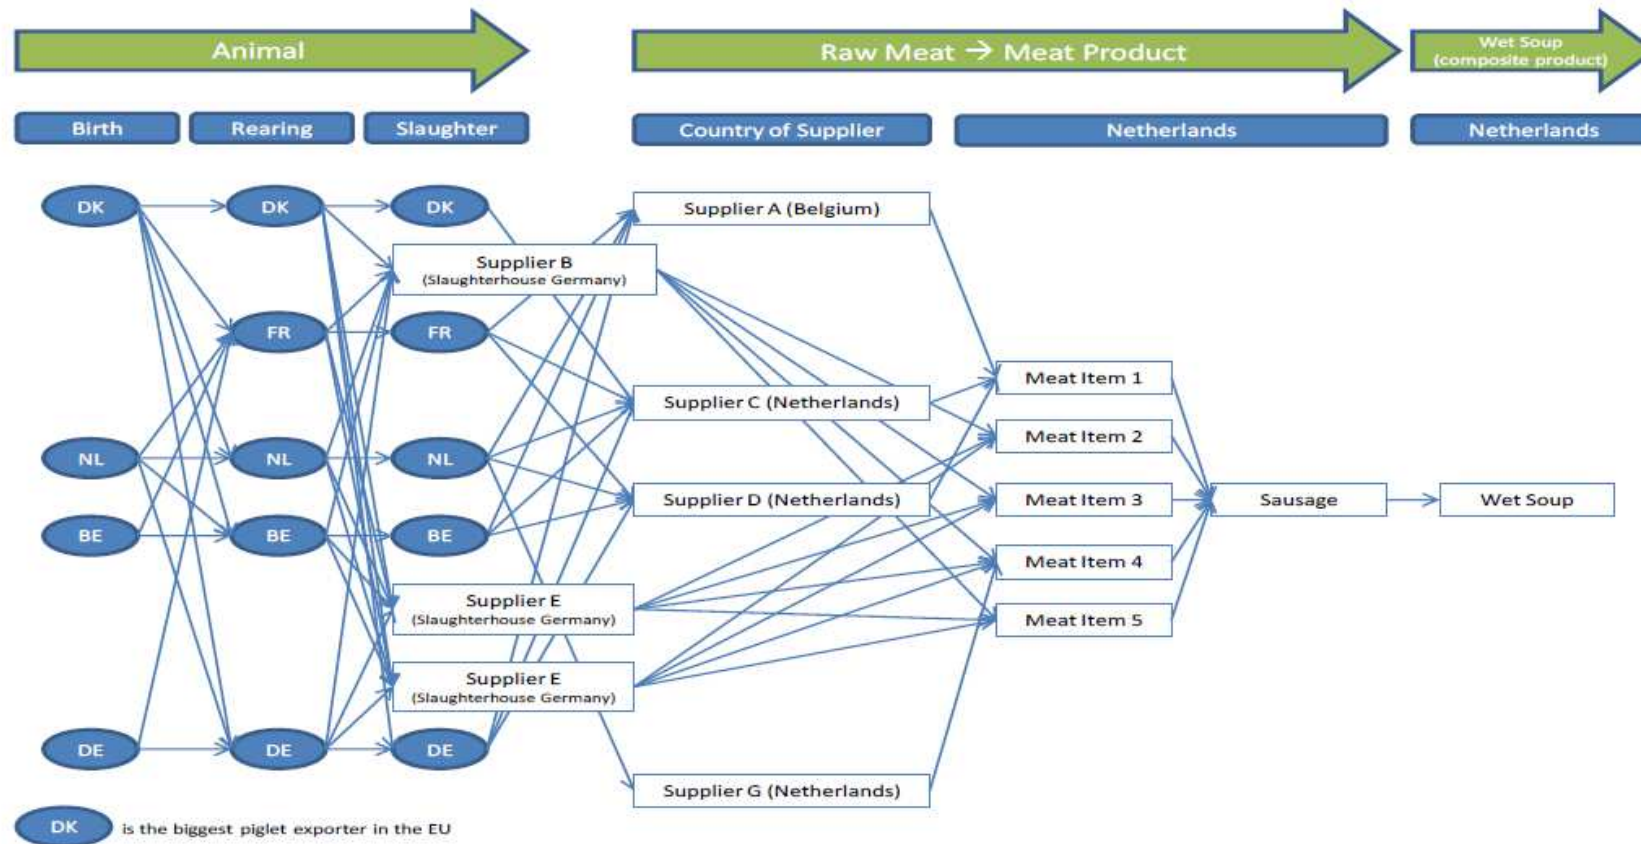 Animal
Raw Meat → Meat Product
Wet Soup
(composite product)
Birth
Rearing
Slaughter
Country of Supplier
Netherlands
Netherlands
DK
DK
DK
Supplier A (Belgium)
Supplier B
(Slaughterhouse Germany)
FR
FR
Meat Item 1
Supplier C (Netherlands)
Meat Item 2
NL
NL
NL
Supplier D (Netherlands)
Meat Item 3
Sausage
Wet Soup
BE
BE
BE
Meat Item 4
Supplier E
(Slaughterhouse Germany)
Meat Item 5
Supplier E
(Slaughterhouse Germany)
DE
DE
DE
Supplier G (Netherlands)
DK is the biggest piglet exporter in the EU